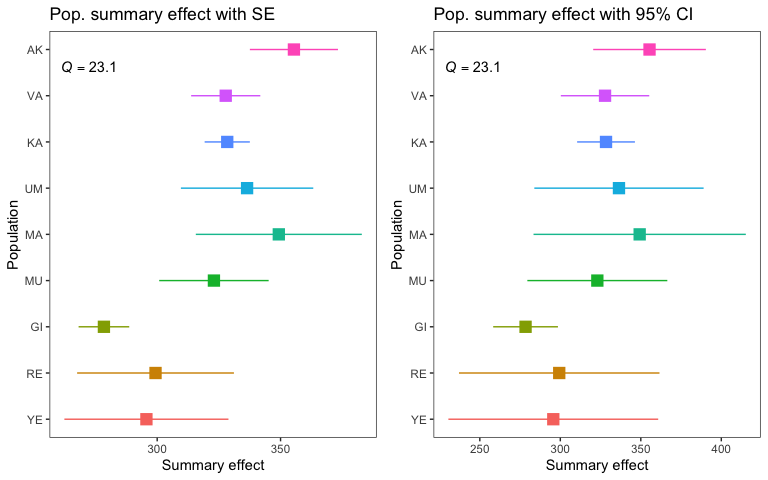 Pop. summary effect with SE
Population
AK
VA
KA
UM
MA
MU
GI
RE
YE
Q = 23.1
300 350
Summary effect
Pop. summary effect with 95% CI
Population
AK
VA
KA
UM
MA
MU
GI
RE
YE
Q = 23.1
250 300 350 400
Summary effect